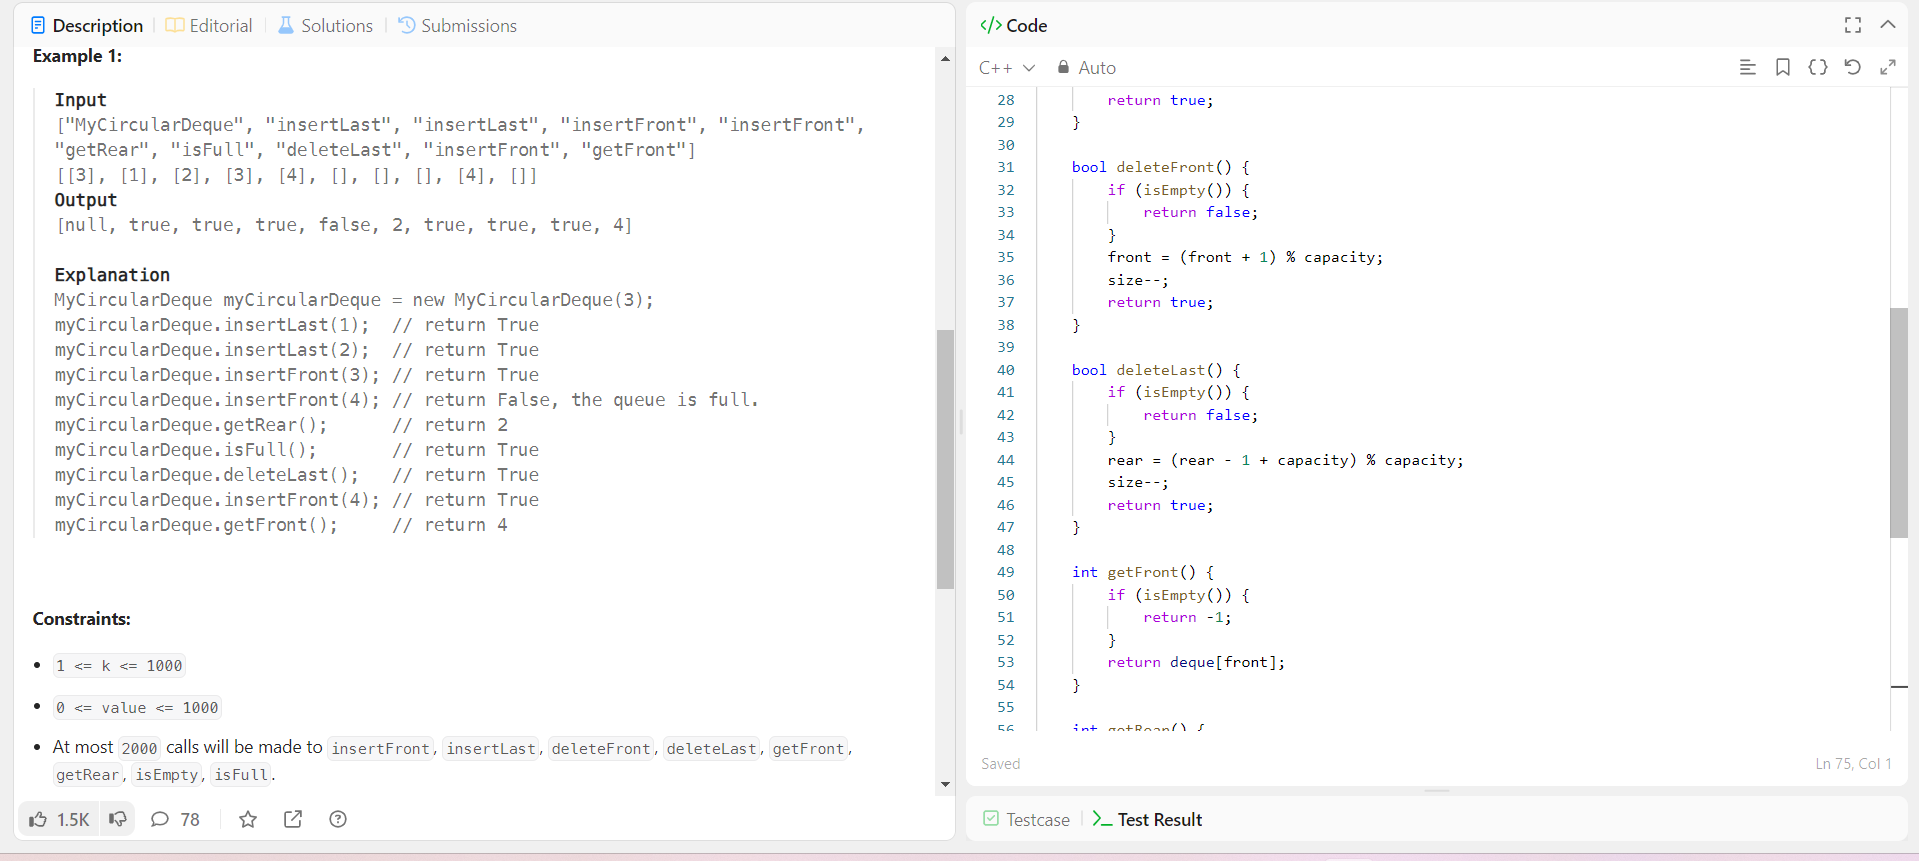 Description
Editorial
Solutions
Submissions
Example 1:
Input
["MyCircularDeque", "insertLast", "insertLast", "insertFront", "insertFront",
"getRear", "isFull", "deleteLast", "insertFront", "getFront"]
[[3], [1], [2], [3], [4], [], [], [], [4], []]
Output
[null, true, true, true, false, 2, true, true, true, 4]
Explanation
MyCircularDeque myCircularDeque = new MyCircularDeque(3);
myCircularDeque.insertLast(1);  // return True
myCircularDeque.insertLast(2);  // return True
myCircularDeque.insertFront(3); // return True
myCircularDeque.insertFront(4); // return False, the queue is full.
myCircularDeque.getRear();      // return 2
myCircularDeque.isFull();       // return True
myCircularDeque.deleteLast();   // return True
myCircularDeque.insertFront(4); // return True
myCircularDeque.getFront();     // return 4
Constraints:
• 1 <= k <= 1000
• 0 <= value <= 1000
• At most 2000 calls will be made to insertFront, insertLast, deleteFront, deleteLast, getFront,
getRear, isEmpty, isFull.
1.5K
78
</> Code
C++
Auto
28 return true;
29 }
30
31 bool deleteFront() {
32 if (isEmpty()) {
33 return false;
34 }
35 front = (front + 1) % capacity;
36 size--;
37 return true;
38 }
39
40 bool deleteLast() {
41 if (isEmpty()) {
42 return false;
43 }
44 rear = (rear - 1 + capacity) % capacity;
45 size--;
46 return true;
47 }
48
49 int getFront() {
50 if (isEmpty()) {
51 return -1;
52 }
53 return deque[front];
54 }
55
56 int getRear() {
Saved
Ln 75, Col 1
Testcase
Test Result